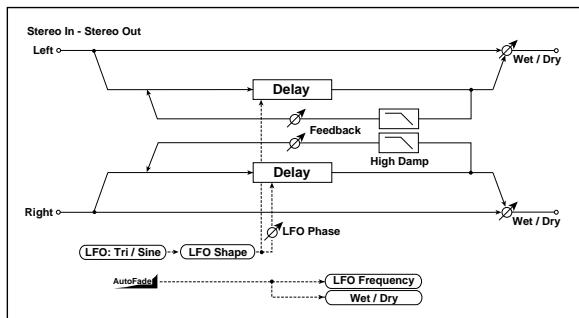 Stereo In - Stereo Out
Left
Wet / Dry
Delay
Feedback
High Damp
Delay
Right
Wet / Dry
LFO Phase
LFO: Tri / Sine
LFO Shape
AutoFade
LFO Frequency
Wet / Dry